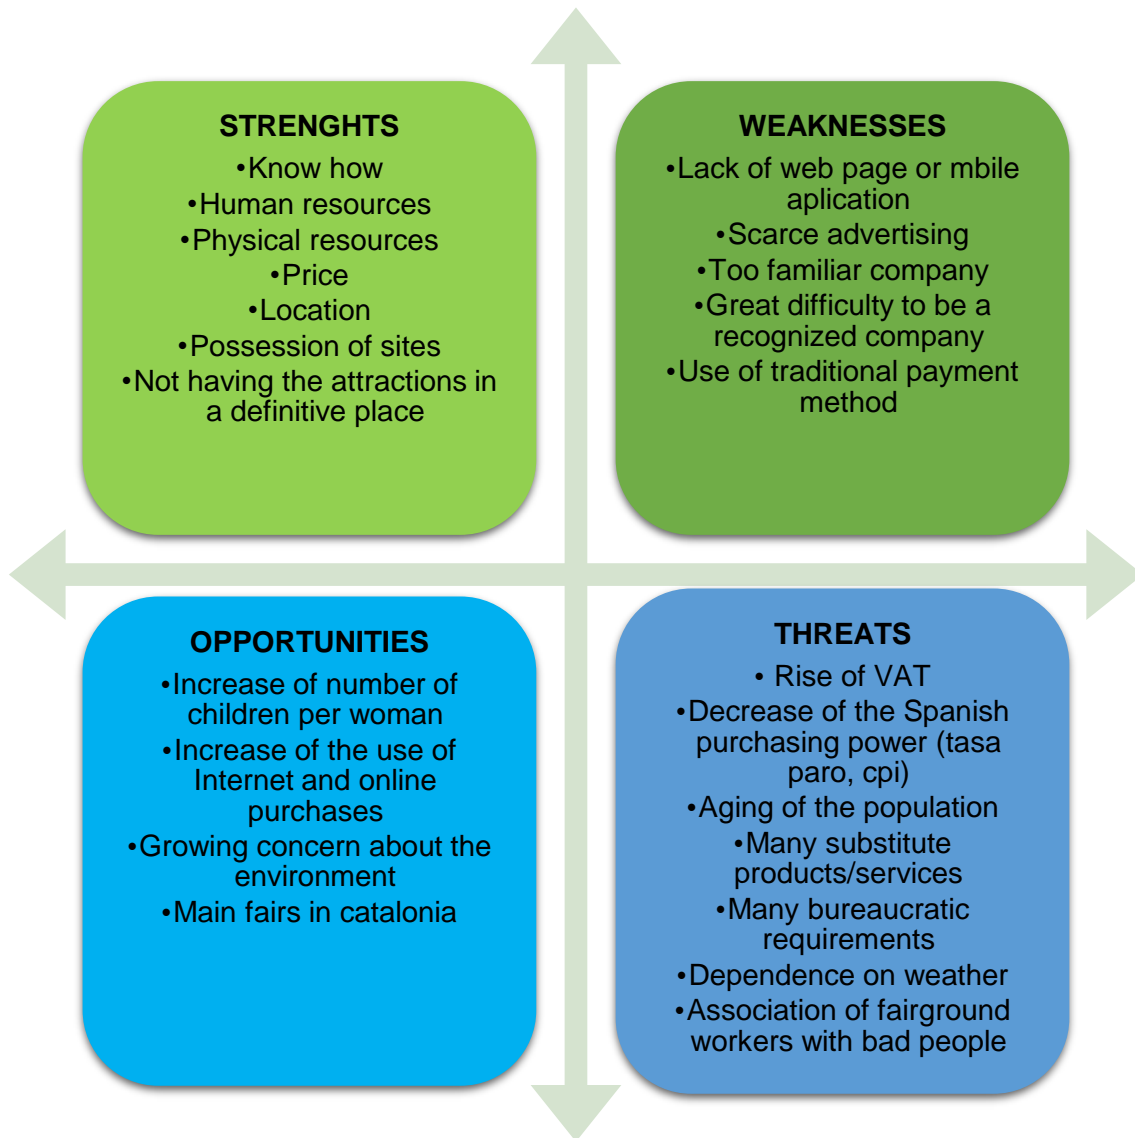 STRENGHTS
•Know how
•Human resources
•Physical resources
•Price
•Location
•Possession of sites
•Not having the attractions in
a definitive place
WEAKNESSES
•Lack of web page or mbile
aplication
•Scarce advertising
•Too familiar company
•Great difficulty to be a
recognized company
•Use of traditional payment
method
OPPORTUNITIES
•Increase of number of
children per woman
•Increase of the use of
Internet and online
purchases
•Growing concern about the
environment
•Main fairs in catalonia
THREATS
• Rise of VAT
•Decrease of the Spanish
purchasing power (tasa
paro, cpi)
•Aging of the population
•Many substitute
products/services
•Many bureaucratic
requirements
•Dependence on weather
•Association of fairground
workers with bad people